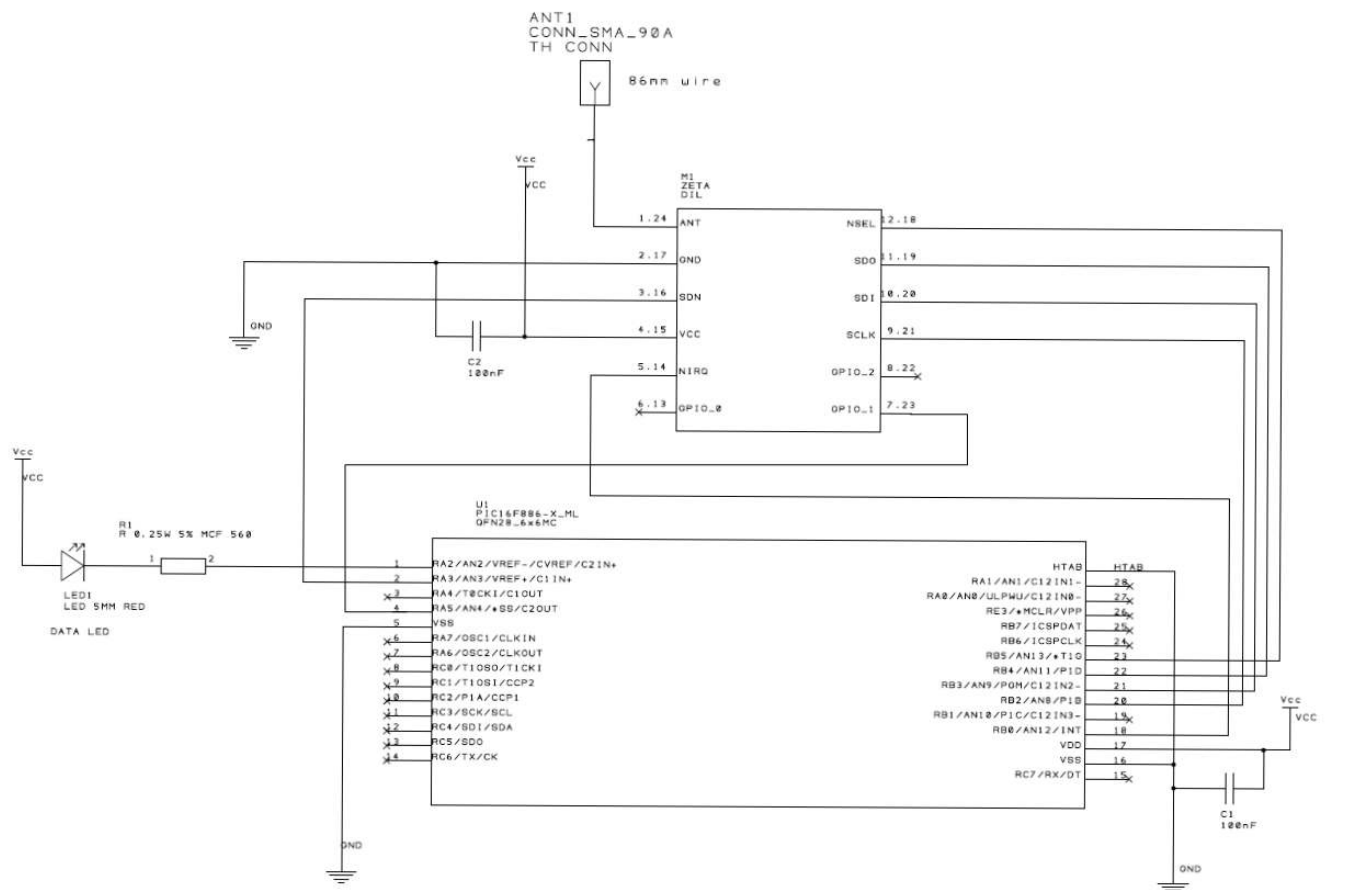 ANT1
CONN_SMA_90A
TH CONN
86mm wire
1
Vcc
VCC
M1
ZETA
DIL
1.24 ANT
2.17 GND
3.16 SDN
4.15 VCC
5.14 NIRQ
6.13 GPIO_0
NSEL 12.18
SDO 11.19
SDI 10.20
SCLK 9.21
GPIO_2 8.22
GPIO_1 7.23
GND
C2
100nF
Vcc
VCC
R1
R 0.25W 5% MCF 560
1 2
LED1
LED 5MM RED
DATA LED
U1
PIC16F886-X_ML
QFN28_6x6MC
1 RA2/AN2/VREF-/CVREF/C2IN+
2 RA3/AN3/VREF+/C1IN+
3 RA4/T0CKI/C1OUT
4 RA5/AN4/*SS/C2OUT
5 VSS
6 RA7/OSC1/CLKIN
7 RA6/OSC2/CLKOUT
8 RC0/T1OSO/T1CKI
9 RC1/T1OSI/CCP2
10 RC2/P1A/CCP1
11 RC3/SCK/SCL
12 RC4/SDI/SDA
13 RC5/SDO
14 RC6/TX/CK
HTAB HTAB
RA1/AN1/C12IN1- 28
RA0/AN0/ULPWU/C12IN0- 27
RE3/*MCLR/VPP 26
RB7/ICSPDAT 25
RB6/ICSPCLK 24
RB5/AN13/*T1G 23
RB4/AN11/P1D 22
RB3/AN9/PGM/C12IN2- 21
RB2/AN8/P1B 20
RB1/AN10/P1C/C12IN3- 19
RB0/AN12/INT 18
VDD 17
VSS 16
RC7/RX/DT 15
Vcc
VCC
C1
100nF
GND
GND